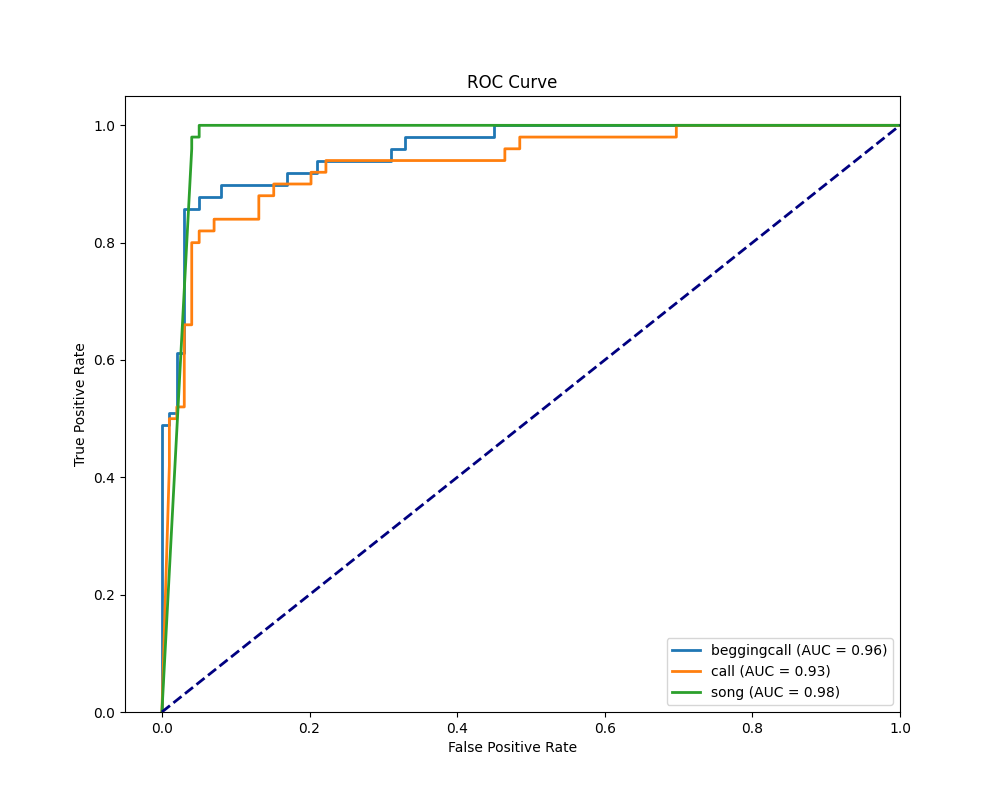 ROC Curve
True Positive Rate
1.0
0.8
0.6
0.4
0.2
0.0
beggingcall (AUC = 0.96)
call (AUC = 0.93)
song (AUC = 0.98)
0.0 0.2 0.4 0.6 0.8 1.0
False Positive Rate